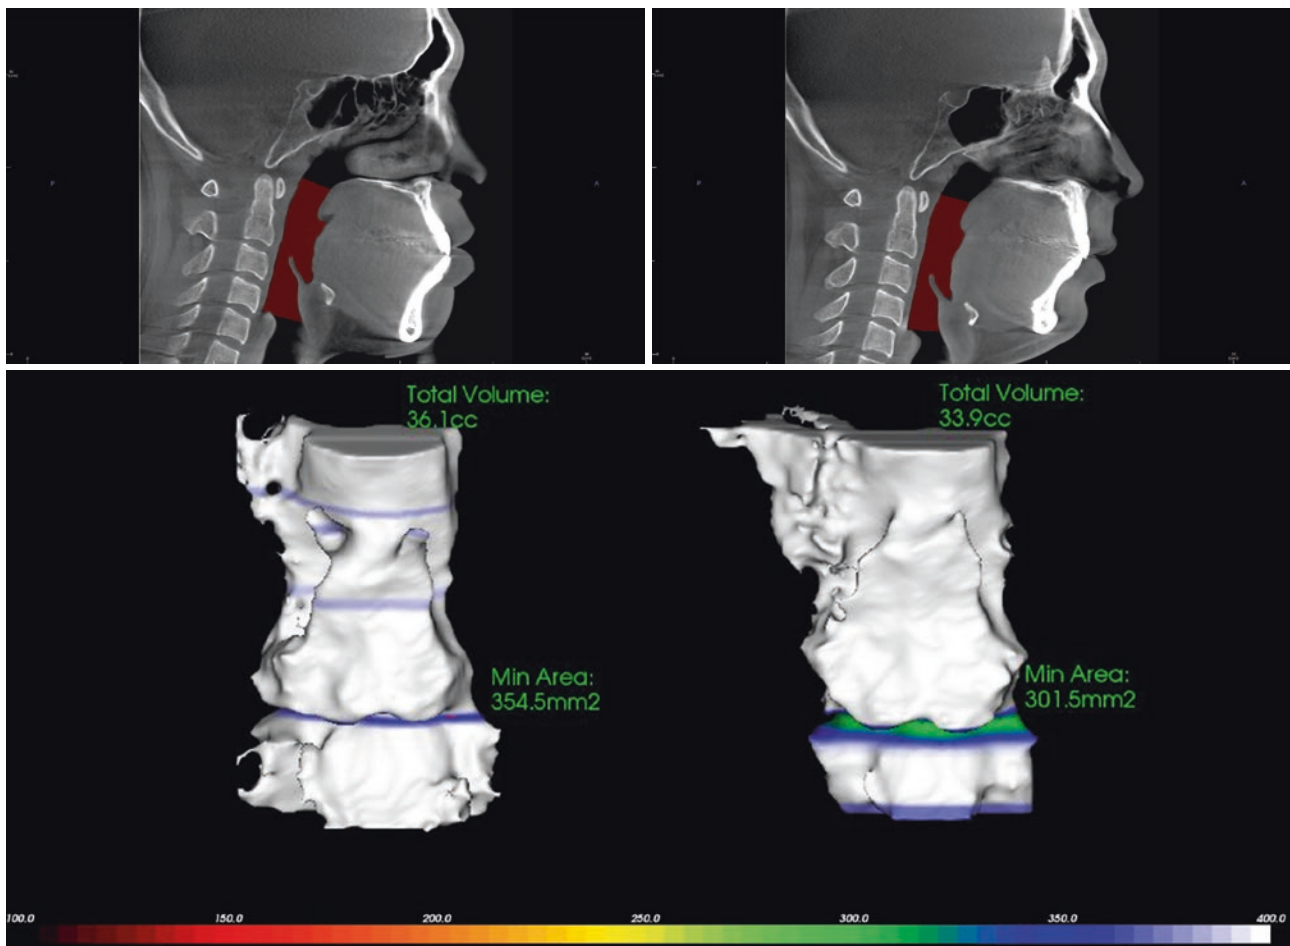 Total Volume:
36.1cc
Total Volume:
33.9cc
Min Area:
354.5mm2
Min Area:
301.5mm2
100.0 150.0 200.0 250.0 300.0 350.0 400.0